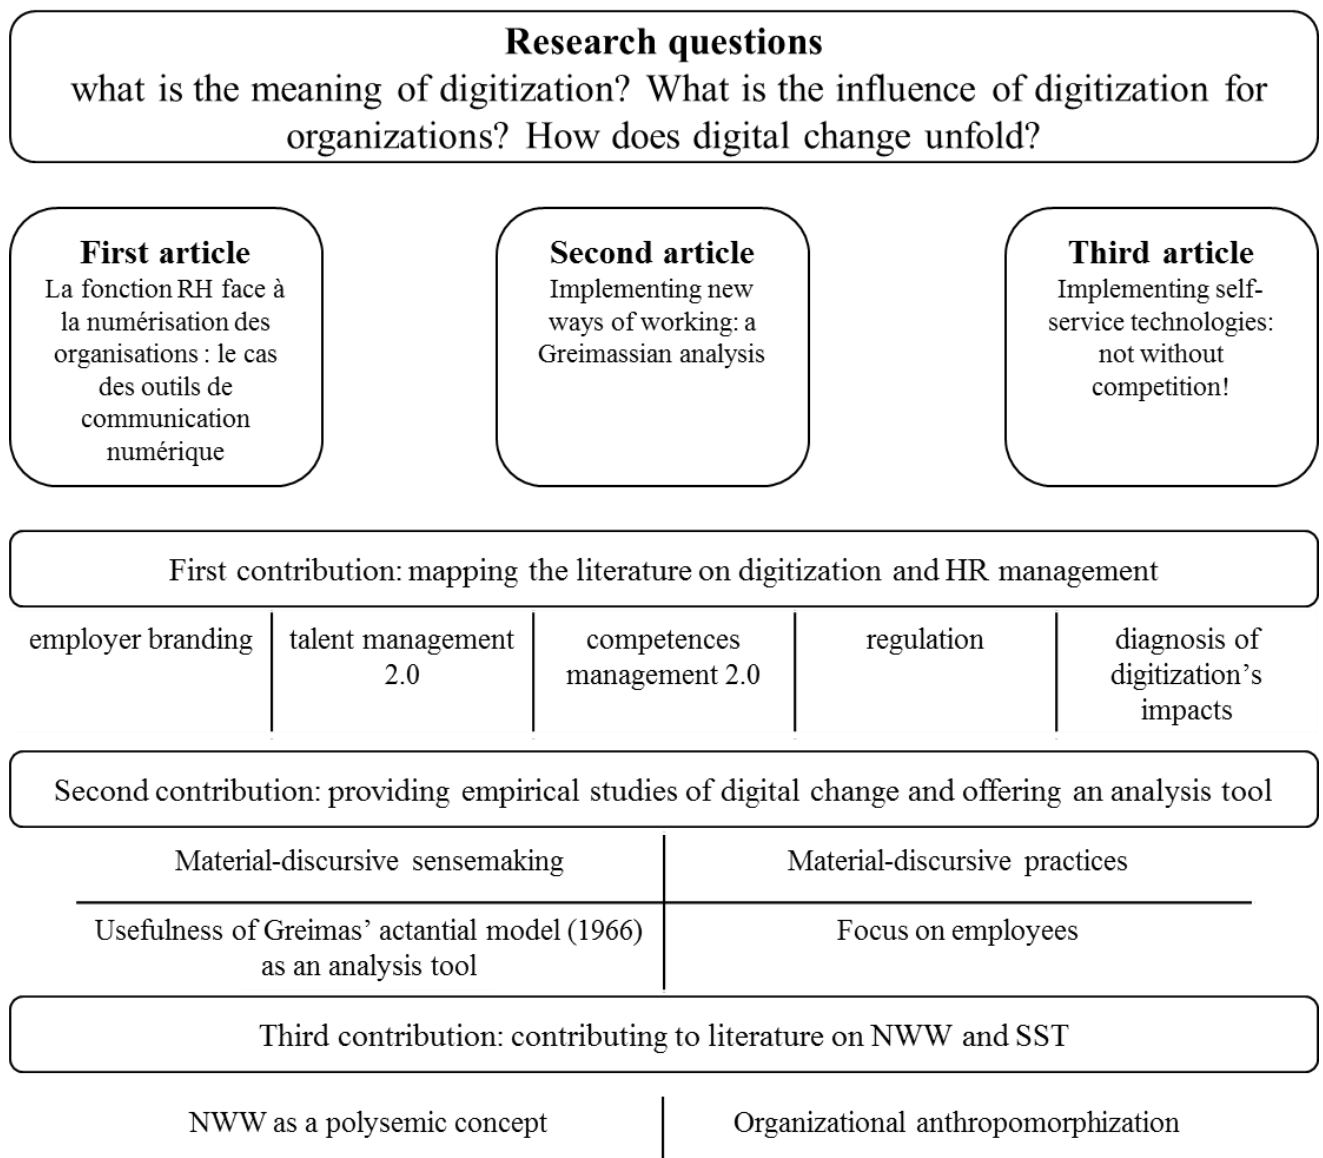 Research questions
what is the meaning of digitization? What is the influence of digitization for
organizations? How does digital change unfold?
First article
La fonction RH face à
la numérisation des
organisations : le cas
des outils de
communication
numérique
Second article
Implementing new
ways of working: a
Greimassian analysis
Third article
Implementing self-
service technologies:
not without
competition!
First contribution: mapping the literature on digitization and HR management
employer branding
talent management
2.0
competences
management 2.0
regulation
diagnosis of
digitization’s
impacts
Second contribution: providing empirical studies of digital change and offering an analysis tool
Material-discursive sensemaking
Material-discursive practices
Usefulness of Greimas’ actantial model (1966)
as an analysis tool
Focus on employees
Third contribution: contributing to literature on NWW and SST
NWW as a polysemic concept
Organizational anthropomorphization